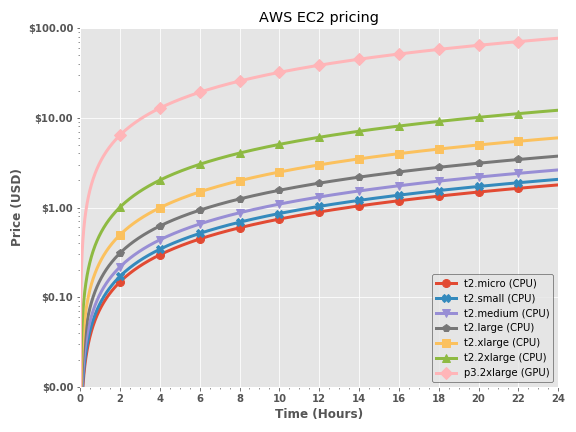 AWS EC2 pricing
$100.00
$10.00
$1.00
$0.10
$0.00
Price (USD)
0 2 4 6 8 10 12 14 16 18 20 22 24
Time (Hours)
t2.micro (CPU)
t2.small (CPU)
t2.medium (CPU)
t2.large (CPU)
t2.xlarge (CPU)
t2.2xlarge (CPU)
p3.2xlarge (GPU)